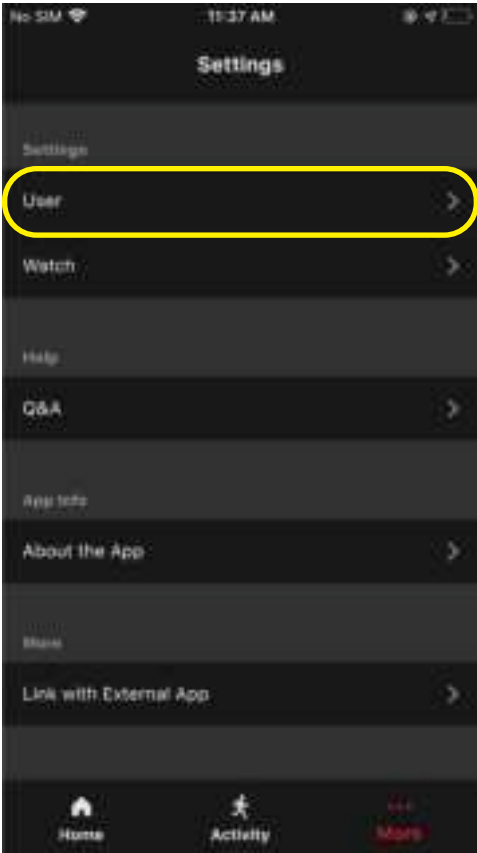 No SIM 11:37 AM
Settings
Settings
User
Watch
Help
Q&A
App Info
About the App
More
Link with External App
Home Activity More